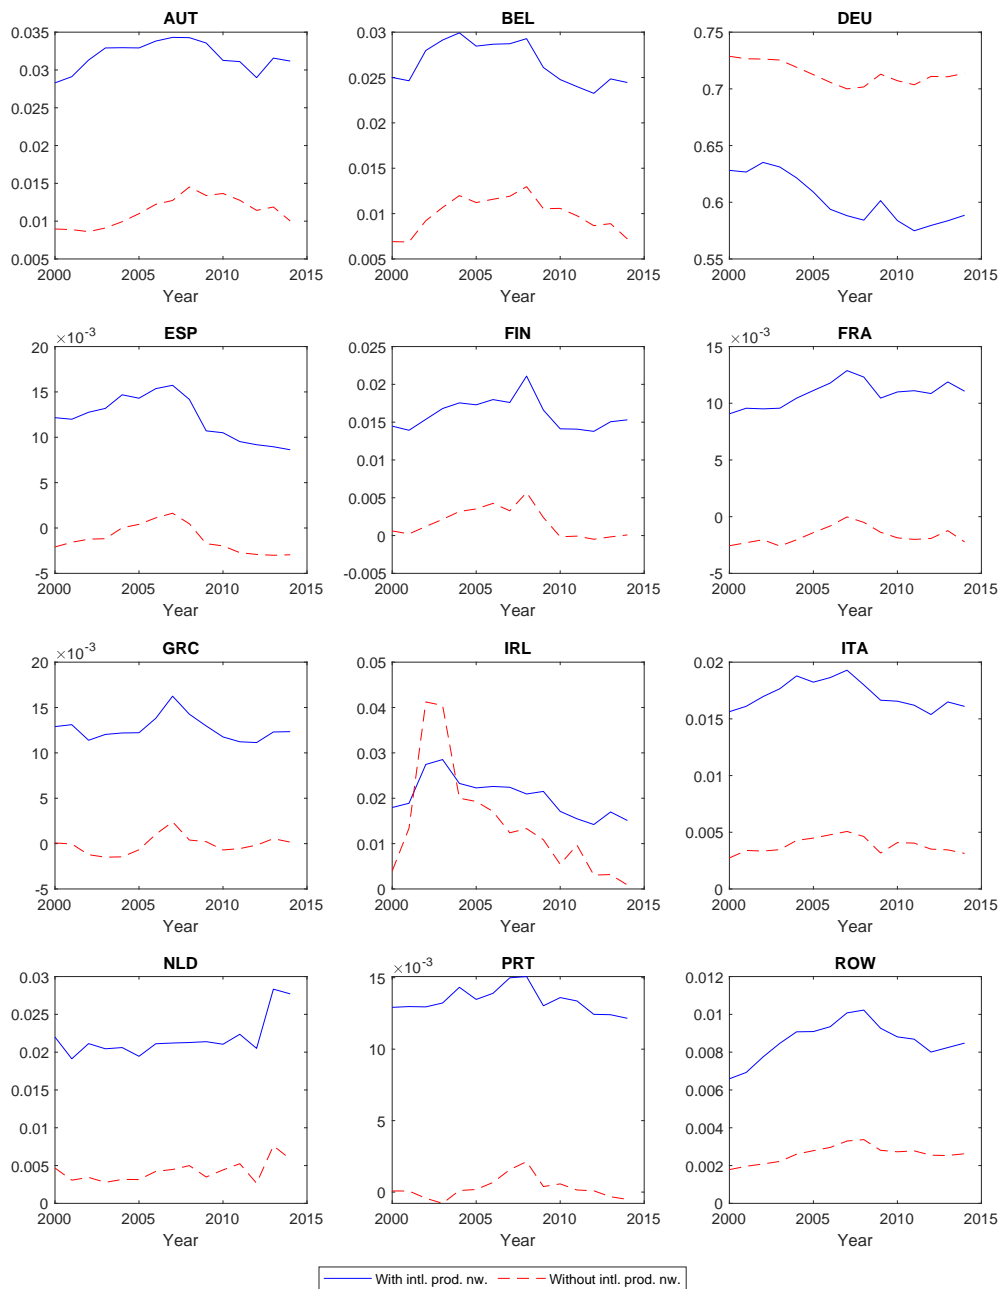 AUT
0.035
0.03
0.025
0.02
0.015
0.01
0.005
2000 2005 2010 2015
Year
BEL
0.03
0.025
0.02
0.015
0.01
0.005
2000 2005 2010 2015
Year
DEU
0.75
0.7
0.65
0.6
0.55
2000 2005 2010 2015
Year
ESP
×10⁻³
20
15
10
5
0
-5
2000 2005 2010 2015
Year
FIN
0.025
0.02
0.015
0.01
0.005
0
-0.005
2000 2005 2010 2015
Year
FRA
×10⁻³
15
10
5
0
-5
2000 2005 2010 2015
Year
GRC
×10⁻³
20
15
10
5
0
-5
2000 2005 2010 2015
Year
IRL
0.05
0.04
0.03
0.02
0.01
0
2000 2005 2010 2015
Year
ITA
0.02
0.015
0.01
0.005
0
2000 2005 2010 2015
Year
NLD
0.03
0.025
0.02
0.015
0.01
0.005
0
2000 2005 2010 2015
Year
PRT
×10⁻³
15
10
5
0
2000 2005 2010 2015
Year
ROW
0.012
0.01
0.008
0.006
0.004
0.002
0
2000 2005 2010 2015
Year
With intl. prod. nw. Without intl. prod. nw.